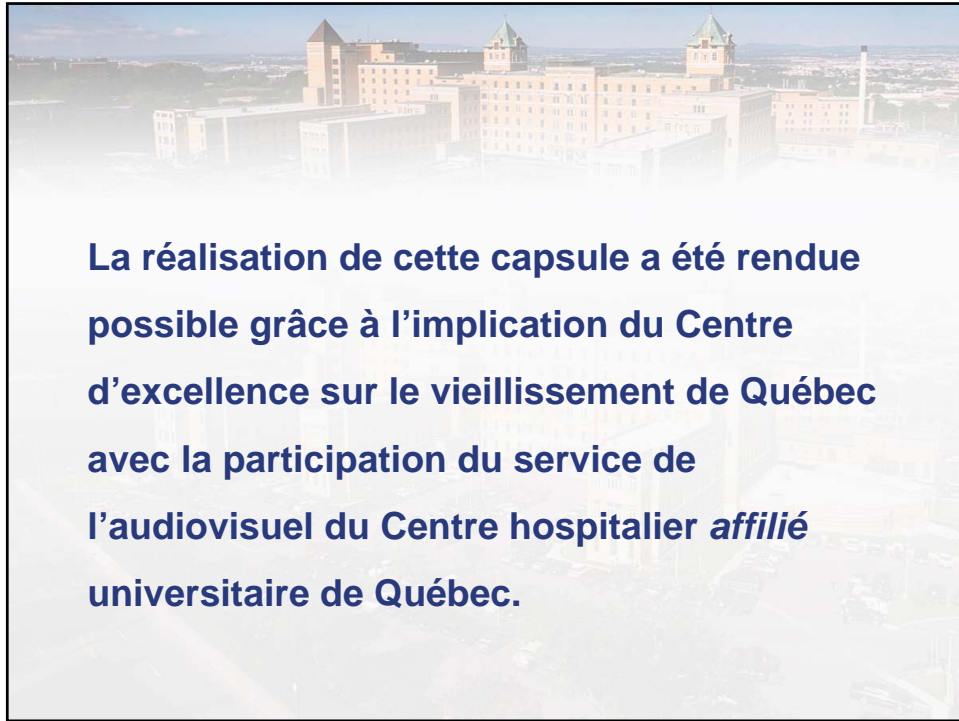 La réalisation de cette capsule a été rendue
possible grâce à l’implication du Centre
d’excellence sur le vieillissement de Québec
avec la participation du service de
l’audiovisuel du Centre hospitalier affilié
universitaire de Québec.